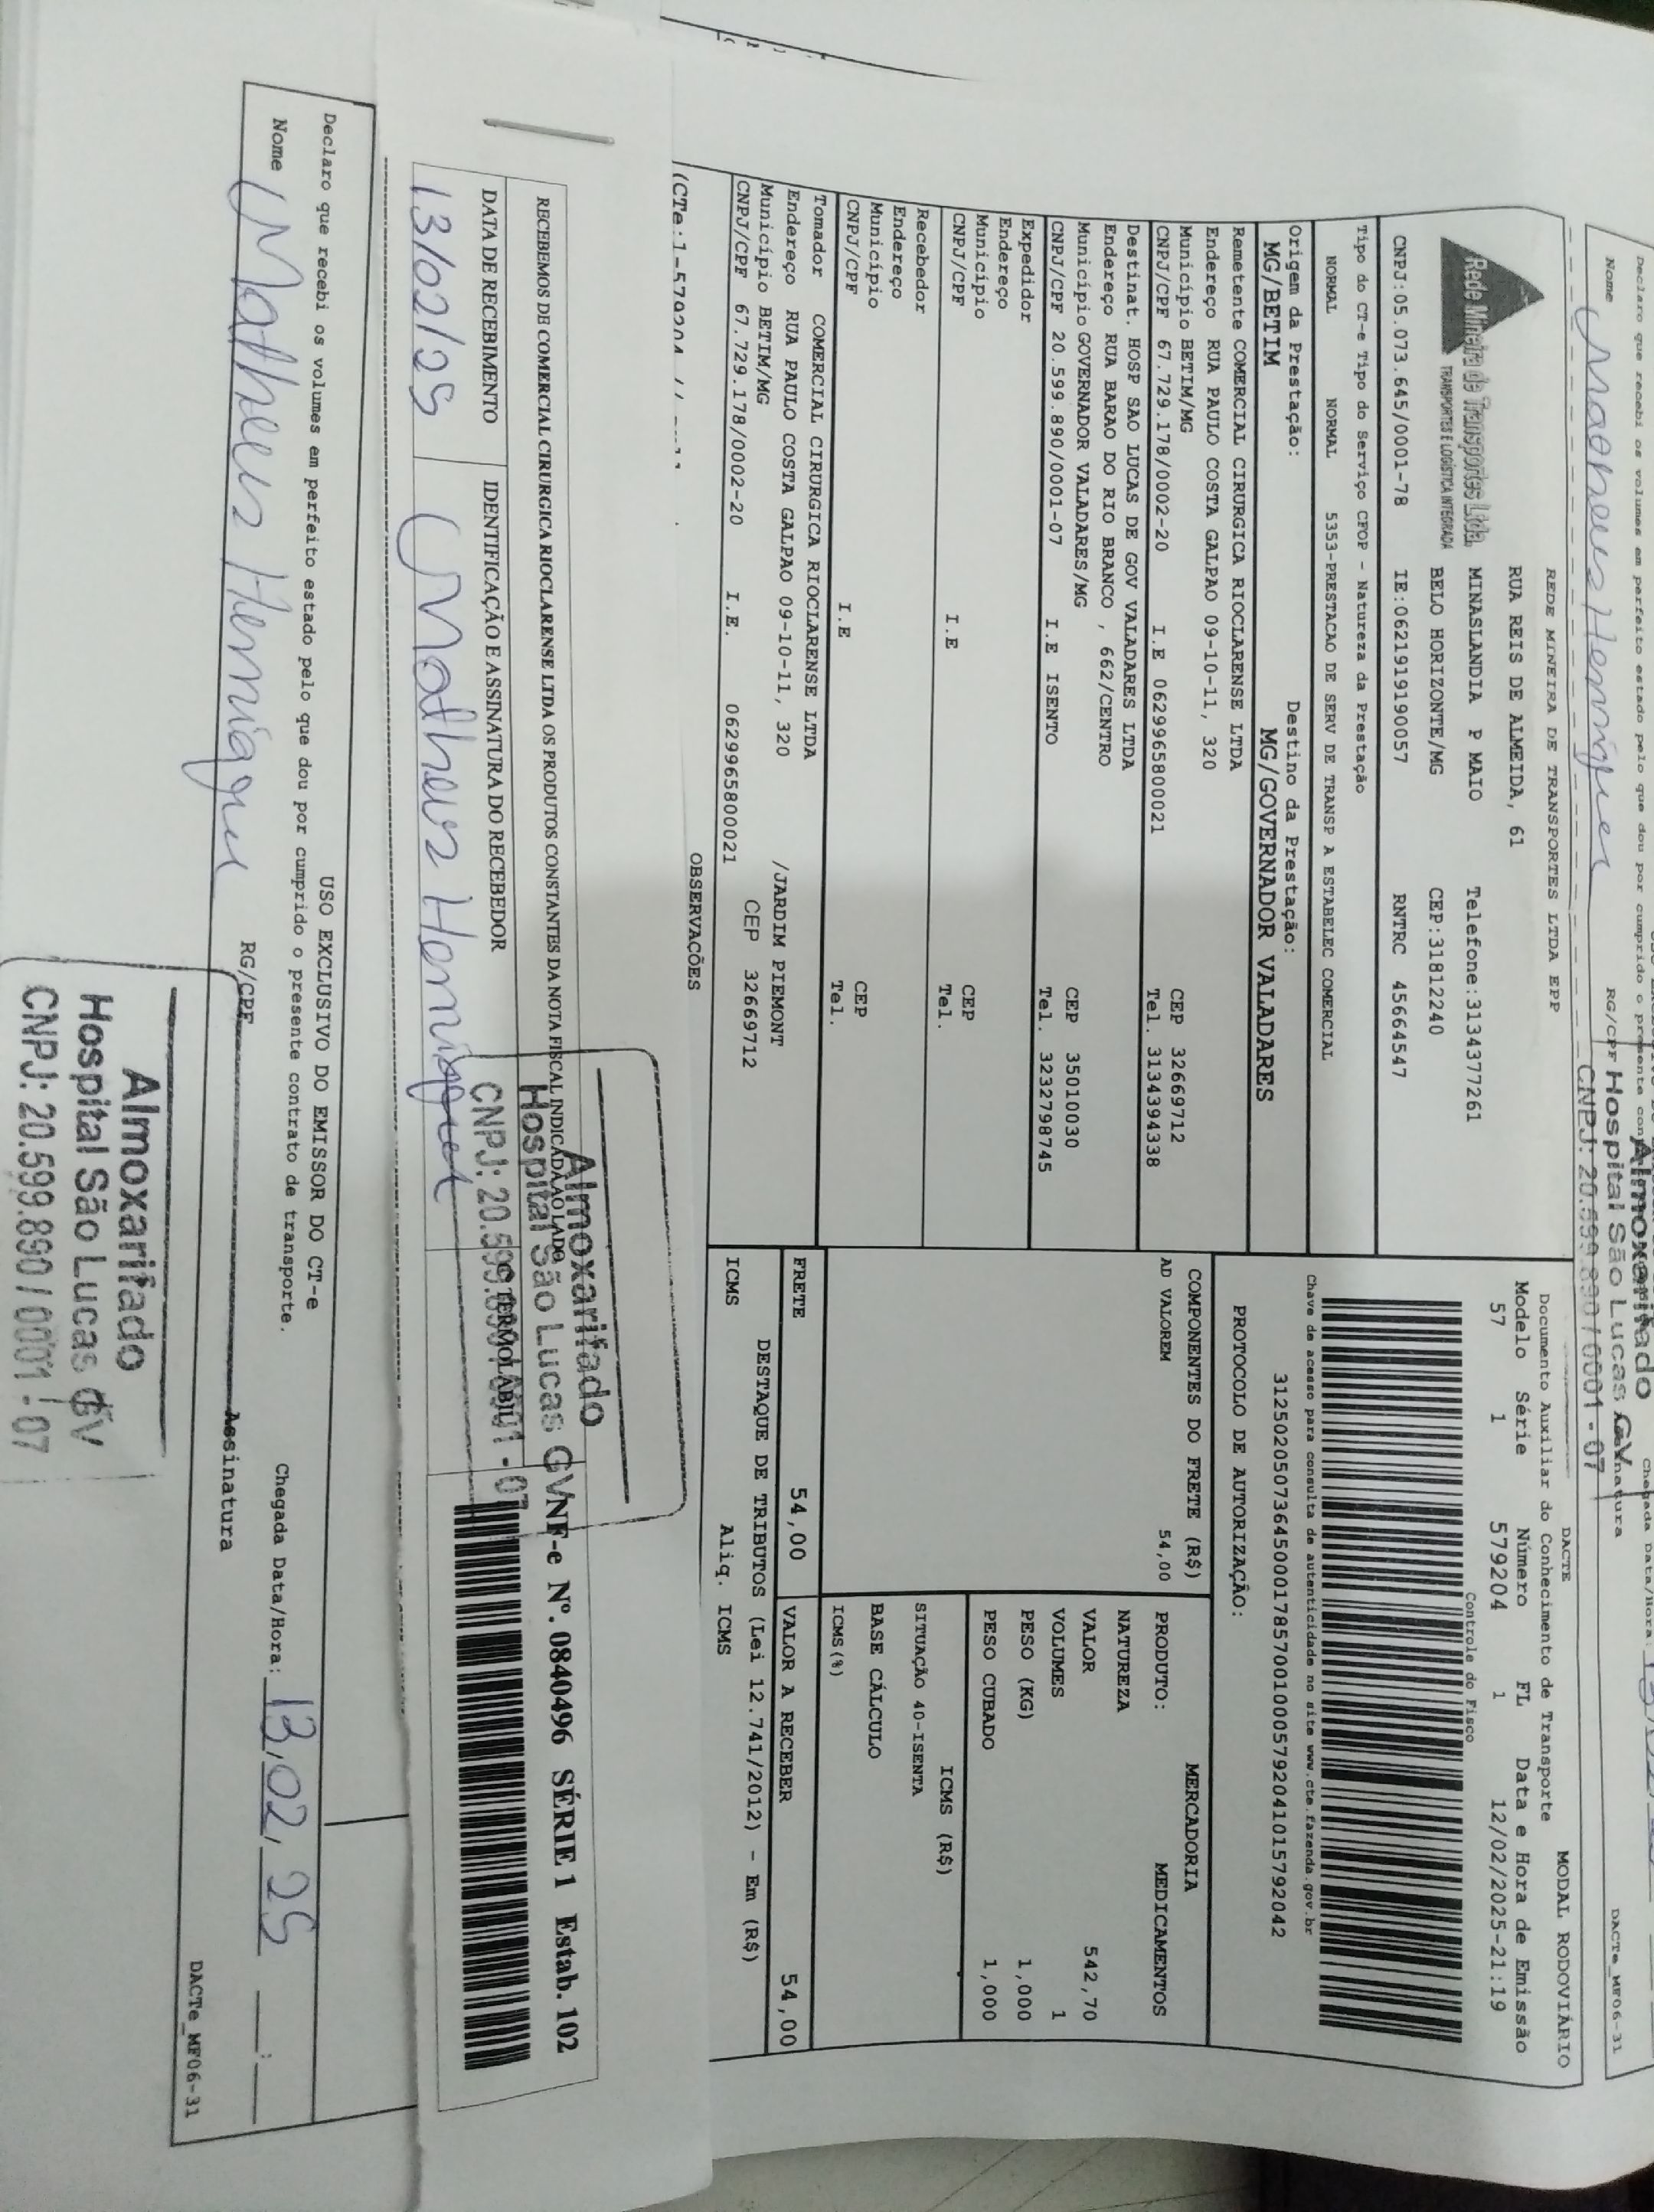 Declaro que recebi os volumes em perfeito estado pelo que dou por cumprido o presente
Chegada Data/Hora:
Nome Matheus Henrique RG/CPF
Almoxarifado
Hospital São Lucas GV
CNPJ: 20.599.890/0001-07
DACTe_MF06-31
REDE MINEIRA DE TRANSPORTES LTDA EPP
RUA REIS DE ALMEIDA, 61
Rede Mineira de Transportes Ltda.
TRANSPORTES E LOGÍSTICA INTEGRADA
MINASLANDIA P MAIO Telefone:3134377261
BELO HORIZONTE/MG CEP:31812240
CNPJ:05.073.645/0001-78 IE:0621919190057 RNTRC 45664547
DACTE MODAL RODOVIÁRIO
Documento Auxiliar do Conhecimento de Transporte
Modelo Série Número FL Data e Hora de Emissão
57 1 579204 1 12/02/2025-21:19
Controle do Fisco
Chave de acesso para consulta de autenticidade no site www.cte.fazenda.gov.br
31250205073645000178570010005792041015792042
PROTOCOLO DE AUTORIZAÇÃO:
Tipo do CT-e Tipo do Serviço CFOP - Natureza da Prestação
NORMAL NORMAL 5353-PRESTACAO DE SERV DE TRANSP A ESTABELEC COMERCIAL
Origem da Prestação: Destino da Prestação:
MG/BETIM MG/GOVERNADOR VALADARES
Remetente COMERCIAL CIRURGICA RIOCLARENSE LTDA
Endereço RUA PAULO COSTA GALPAO 09-10-11, 320
Município BETIM/MG CEP 32669712
CNPJ/CPF 67.729.178/0002-20 I.E 0629965800021 Tel. 3134394338
Destinat. HOSP SAO LUCAS DE GOV VALADARES LTDA
Endereço RUA BARAO DO RIO BRANCO , 662/CENTRO
Município GOVERNADOR VALADARES/MG CEP 35010030
CNPJ/CPF 20.599.890/0001-07 I.E ISENTO Tel. 3232798745
Expedidor
Endereço
Município CEP
CNPJ/CPF I.E Tel.
Recebedor
Endereço
Município CEP
CNPJ/CPF I.E Tel.
Tomador COMERCIAL CIRURGICA RIOCLARENSE LTDA
Endereço RUA PAULO COSTA GALPAO 09-10-11, 320 /JARDIM PIEMONT
Município BETIM/MG CEP 32669712
CNPJ/CPF 67.729.178/0002-20 I.E. 0629965800021
COMPONENTES DO FRETE (R$)
AD VALOREM 54,00
MERCADORIA
PRODUTO: MEDICAMENTOS
NATUREZA
VALOR 542,70
VOLUMES 1
PESO (KG) 1,000
PESO CUBADO 1,000
ICMS (R$)
SITUAÇÃO 40-ISENTA
BASE CÁLCULO
ICMS(%)
FRETE 54,00 VALOR A RECEBER 54,00
DESTAQUE DE TRIBUTOS (Lei 12.741/2012) - Em (R$)
ICMS Aliq. ICMS
OBSERVAÇÕES
RECEBEMOS DE COMERCIAL CIRURGICA RIOCLARENSE LTDA OS PRODUTOS CONSTANTES DA NOTA FISCAL INDICADA AO LADO
DATA DE RECEBIMENTO IDENTIFICAÇÃO E ASSINATURA DO RECEBEDOR
13/02/25 Matheus Henrique
TERMOLABIL
Almoxarifado
Hospital São Lucas GV
CNPJ: 20.599.890/0001-07
NF-e Nº. 0840496 SÉRIE 1 Estab. 102
USO EXCLUSIVO DO EMISSOR DO CT-e
Declaro que recebi os volumes em perfeito estado pelo que dou por cumprido o presente contrato de transporte.
Chegada Data/Hora: 13/02/25
Nome Matheus Henrique RG/CPF Assinatura
DACTe_MF06-31
Almoxarifado
Hospital São Lucas GV
CNPJ: 20.599.890/0001-07